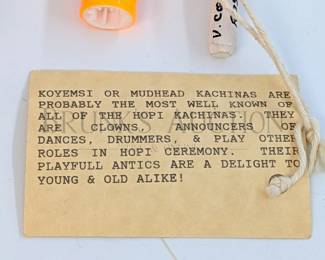 V. CO
KOYEMSI OR MUDHEAD KACHINAS ARE
PROBABLY THE MOST WELL KNOWN OF
ALL OF THE HOPI KACHINAS. THEY
ARE CLOWNS, ANNOUNCERS OF
DANCES, DRUMMERS, & PLAY OTHER
ROLES IN HOPI CEREMONY. THEIR
PLAYFULL ANTICS ARE A DELIGHT TO
YOUNG & OLD ALIKE!